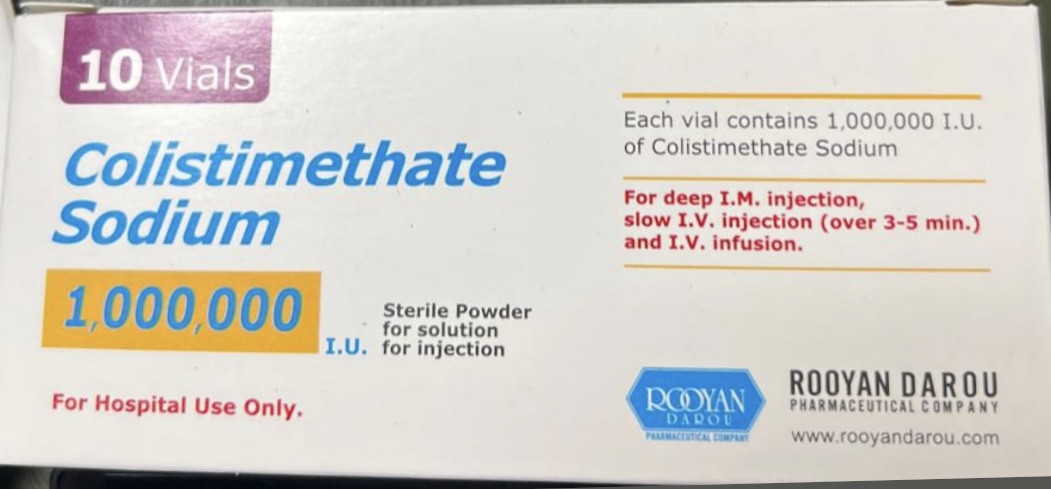 10 Vials
Colistimethate
Sodium
1,000,000 I.U.
Sterile Powder
for solution
for injection
For Hospital Use Only.
Each vial contains 1,000,000 I.U.
of Colistimethate Sodium
For deep I.M. injection,
slow I.V. injection (over 3-5 min.)
and I.V. infusion.
ROOYAN
DAROU
PHARMACEUTICAL COMPANY
ROOYAN DAROU
PHARMACEUTICAL COMPANY
www.rooyandarou.com